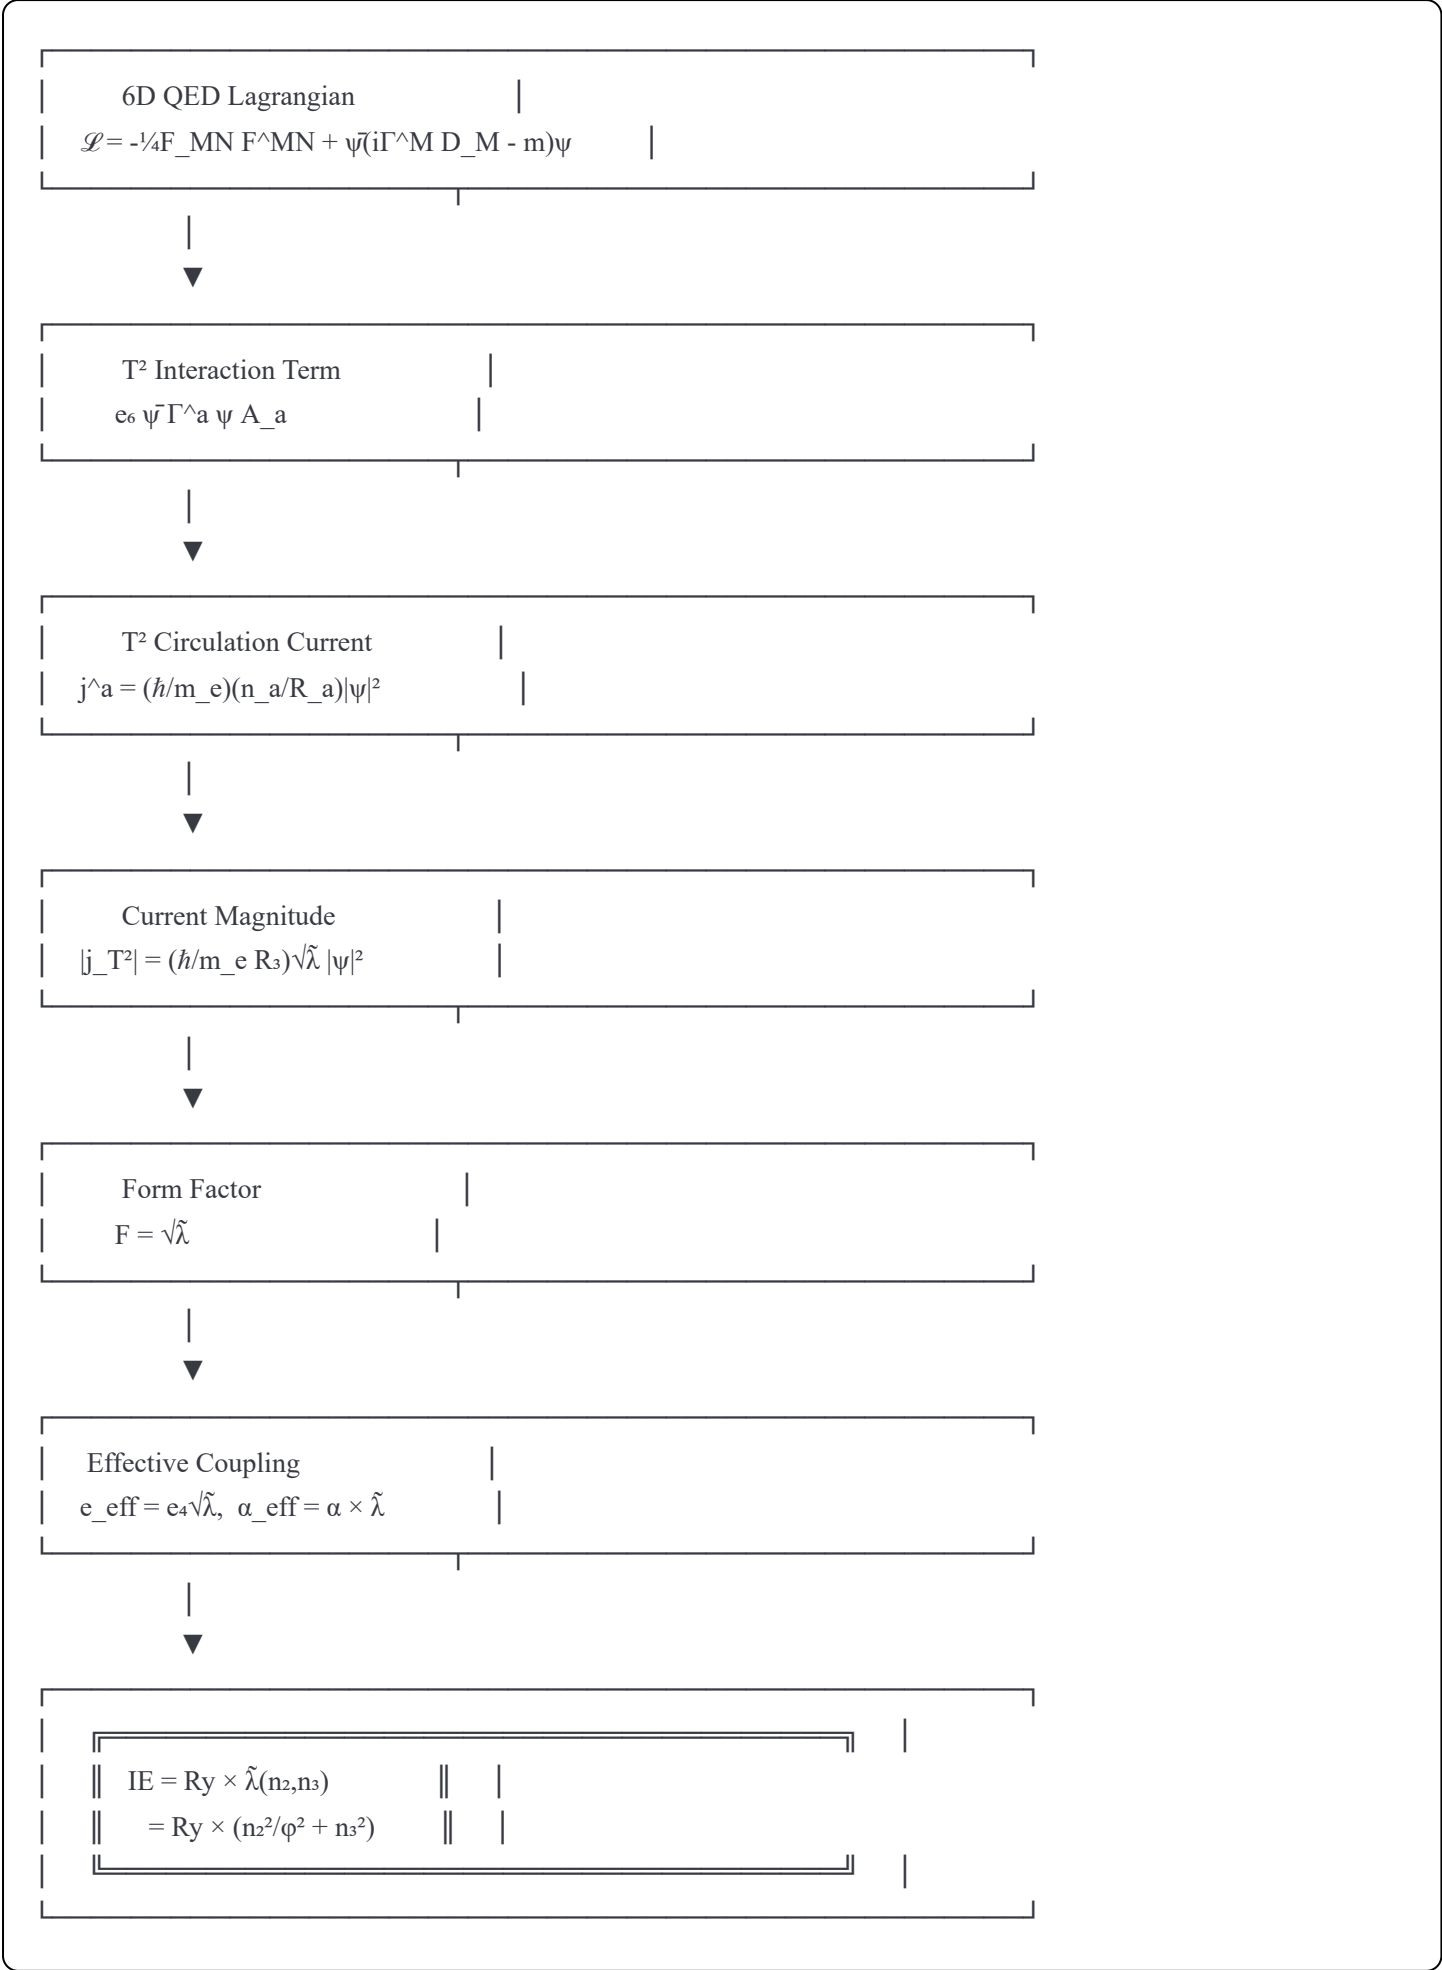 6D QED Lagrangian
ℒ = -¼F_MN F^MN + ψ̄(iΓ^M D_M - m)ψ
▼
T² Interaction Term
e₆ ψ̄ Γ^a ψ A_a
▼
T² Circulation Current
j^a = (ℏ/m_e)(n_a/R_a)|ψ|²
▼
Current Magnitude
|j_T²| = (ℏ/m_e R₃)√λ̃ |ψ|²
▼
Form Factor
F = √λ̃
▼
Effective Coupling
e_eff = e₄√λ̃, α_eff = α × λ̃
▼
IE = Ry × λ̃(n₂,n₃)
= Ry × (n₂²/φ² + n₃²)